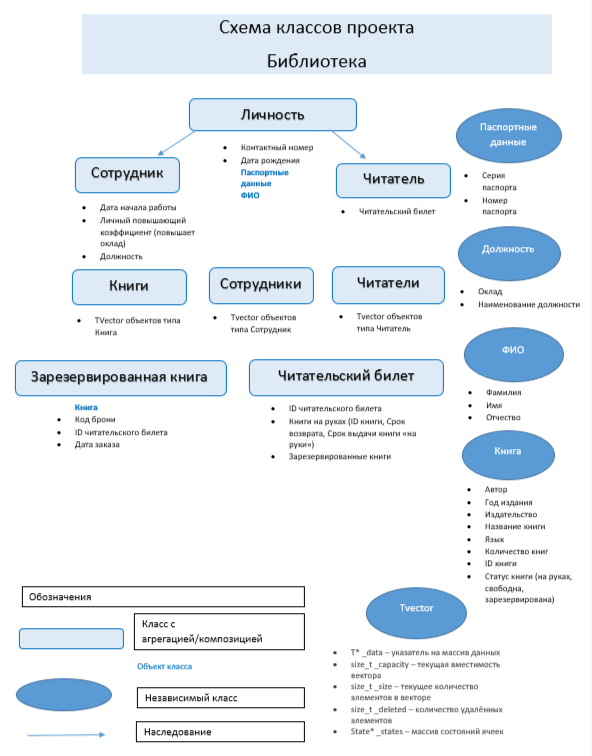 Схема классов проекта
Библиотека
Личность
Контактный номер
Дата рождения
Паспортные
данные
ФИО
Сотрудник
Дата начала работы
Личный повышающий
коэффициент (повышает
оклад)
Должность
Читатель
Читательский билет
Паспортные
данные
Серия
паспорта
Номер
паспорта
Должность
Оклад
Наименование должности
Книги
TVector объектов типа
Книга
Сотрудники
Tvector объектов
типа Сотрудник
Читатели
Tvector объектов
типа Читатель
ФИО
Фамилия
Имя
Отчество
Зарезервированная книга
Книга
Код брони
ID читательского билета
Дата заказа
Читательский билет
ID читательского билета
Книги на руках (ID книги, Срок
возврата, Срок выдачи книги «на
руки»)
Зарезервированные книги
Книга
Автор
Год издания
Издательство
Название книги
Язык
Количество книг
ID книги
Статус книги (на руках,
свободна,
зарезервирована)
Обозначения
Класс с
агрегацией/композицией
Объект класса
Независимый класс
Наследование
Tvector
T* _data – указатель на массив данных
size_t _capacity – текущая вместимость
вектора
size_t _size – текущее количество
элементов в векторе
size_t _deleted – количество удалённых
элементов
State* _states – массив состояний ячеек